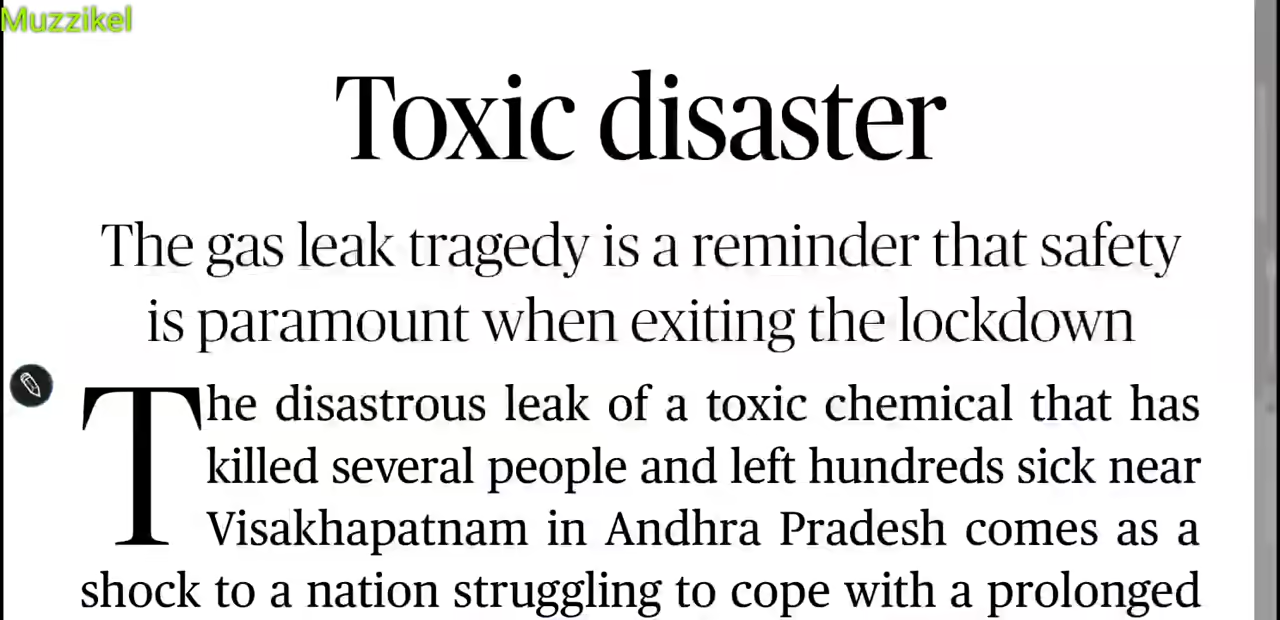 Muzzikel
Toxic disaster
The gas leak tragedy is a reminder that safety
is paramount when exiting the lockdown
The disastrous leak of a toxic chemical that has
killed several people and left hundreds sick near
Visakhapatnam in Andhra Pradesh comes as a
shock to a nation struggling to cope with a prolonged